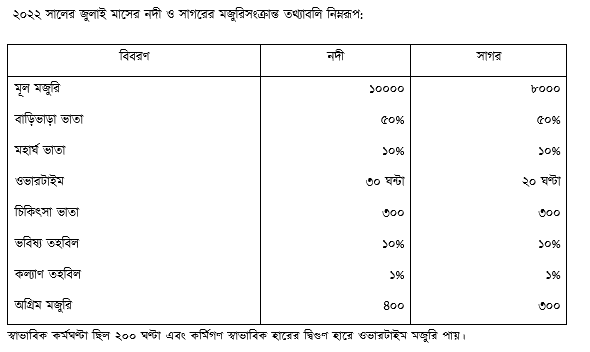 ২০২২ সালের জুলাই মাসের নদী ও সাগরের মজুরিসংক্রান্ত তথ্যাবলি নিম্নরূপ:
বিবরণ নদী সাগর
মূল মজুরি ১০০০০ ৮০০০
বাড়িভাড়া ভাতা ৫০% ৫০%
মহার্ঘ ভাতা ১০% ১০%
ওভারটাইম ৩০ ঘন্টা ২০ ঘণ্টা
চিকিৎসা ভাতা ৩০০ ৩০০
ভবিষ্য তহবিল ১০% ১০%
কল্যাণ তহবিল ১% ১%
অগ্রিম মজুরি ৪০০ ৩০০
স্বাভাবিক কর্মঘণ্টা ছিল ২০০ ঘণ্টা এবং কর্মিগণ স্বাভাবিক হারের দ্বিগুণ হারে ওভারটাইম মজুরি পায়।